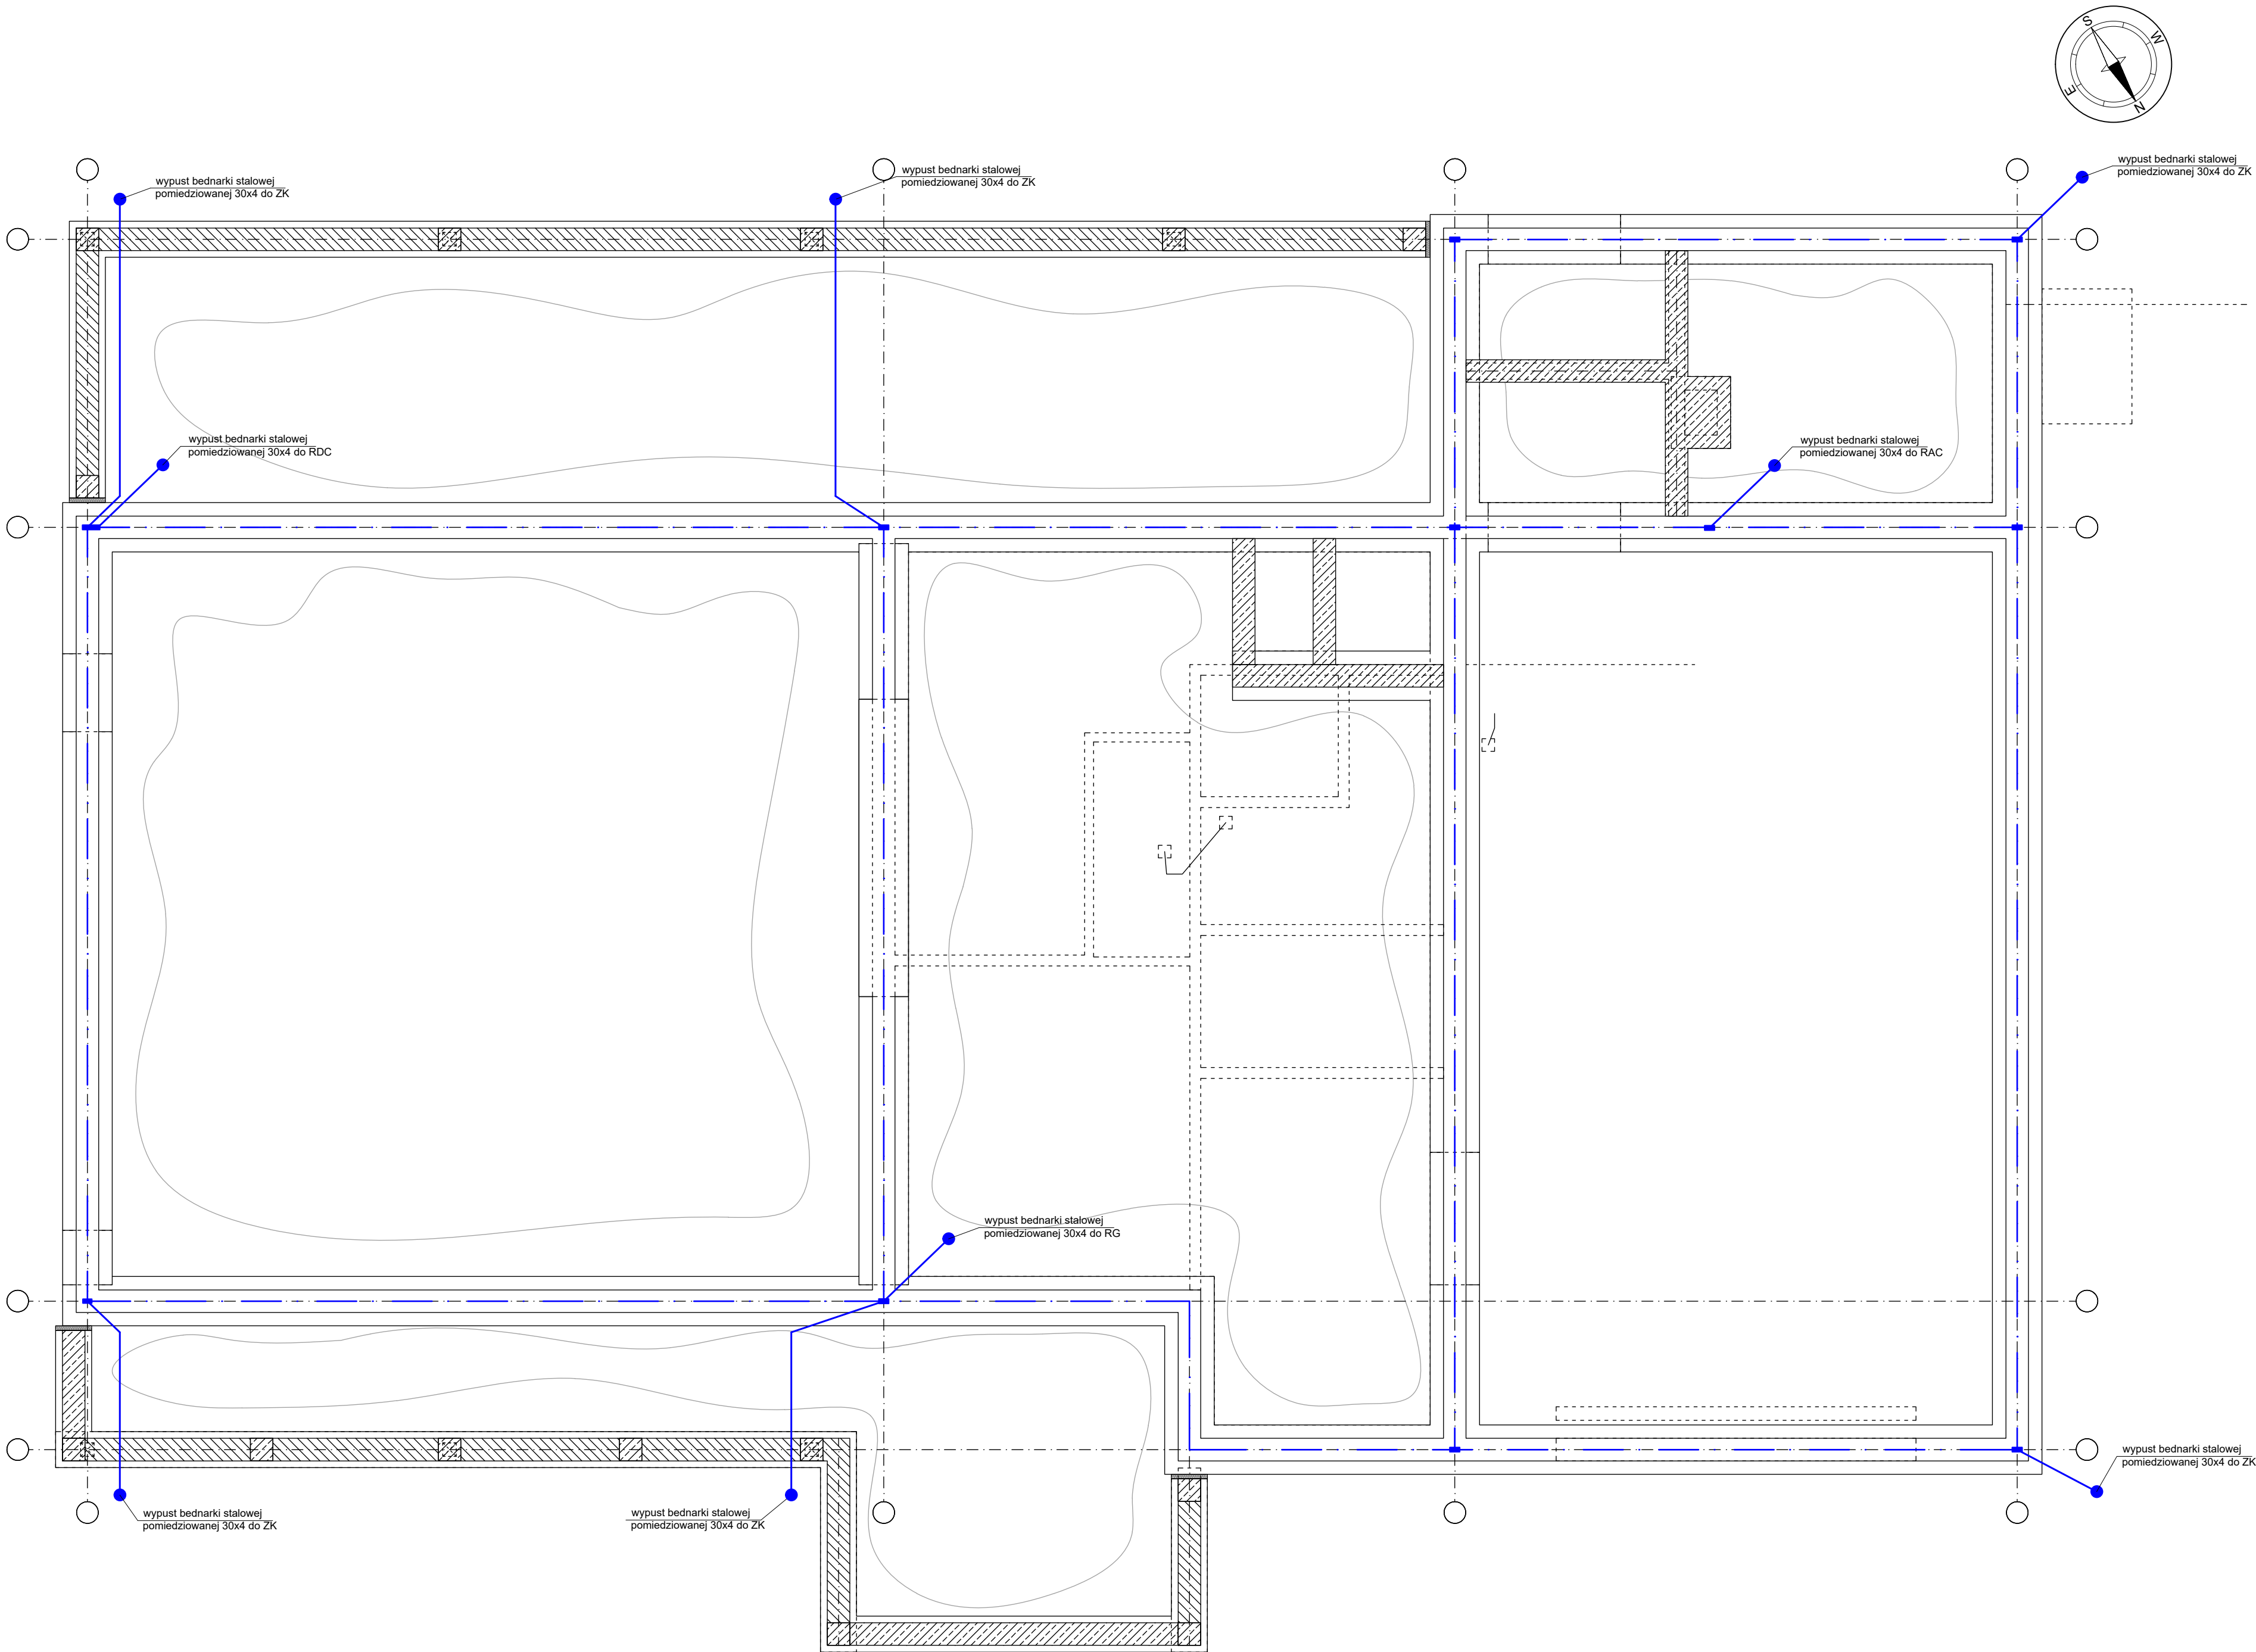 S
W
E
N
wypust bednarki stalowej
pomiedziowanej 30x4 do ZK
wypust bednarki stalowej
pomiedziowanej 30x4 do ZK
wypust bednarki stalowej
pomiedziowanej 30x4 do ZK
wypust bednarki stalowej
pomiedziowanej 30x4 do RDC
wypust bednarki stalowej
pomiedziowanej 30x4 do RAC
wypust bednarki stalowej
pomiedziowanej 30x4 do RG
wypust bednarki stalowej
pomiedziowanej 30x4 do ZK
wypust bednarki stalowej
pomiedziowanej 30x4 do ZK
wypust bednarki stalowej
pomiedziowanej 30x4 do ZK